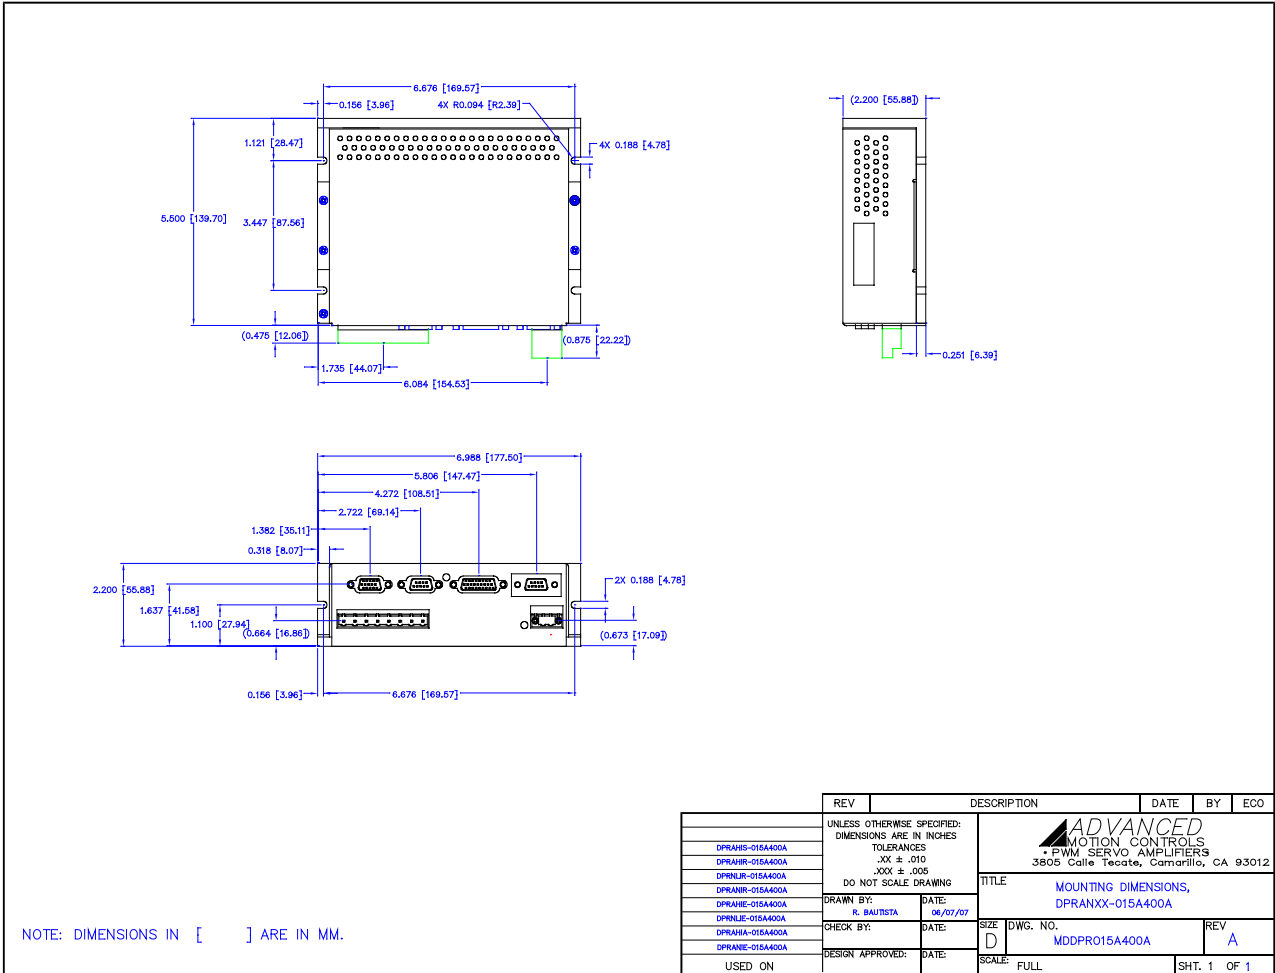 6.676 [169.57]
0.156 [3.96]
4X R0.094 [R2.39]
(2.200 [55.88])
1.121 [28.47]
4X 0.188 [4.78]
5.500 [139.70]
3.447 [87.56]
(0.475 [12.06])
(0.875 [22.22])
0.251 [6.39]
1.735 [44.07]
6.084 [154.53]
6.988 [177.50]
5.806 [147.47]
4.272 [108.51]
2.722 [69.14]
1.382 [35.11]
0.318 [8.07]
2X 0.188 [4.78]
2.200 [55.88]
1.637 [41.58]
1.100 [27.94]
(0.664 [16.86])
(0.673 [17.09])
0.156 [3.96]
6.676 [169.57]
NOTE: DIMENSIONS IN [ ] ARE IN MM.
REV DESCRIPTION DATE BY ECO
DPRAHIS-015A400A
DPRAHIR-015A400A
DPRNLIR-015A400A
DPRANIR-015A400A
DPRAHIE-015A400A
DPRNLIE-015A400A
DPRAHIA-015A400A
DPRANIE-015A400A
USED ON
UNLESS OTHERWISE SPECIFIED:
DIMENSIONS ARE IN INCHES
TOLERANCES
.XX ± .010
.XXX ± .005
DO NOT SCALE DRAWING
DRAWN BY: DATE:
R. BAUTISTA 06/07/07
CHECK BY: DATE:
DESIGN APPROVED: DATE:
ADVANCED
MOTION CONTROLS
• PWM SERVO AMPLIFIERS
3805 Calle Tecate, Camarillo, CA 93012
TITLE
MOUNTING DIMENSIONS,
DPRANXX-015A400A
SIZE DWG. NO. REV
D MDDPRO15A400A A
SCALE: FULL SHT. 1 OF 1